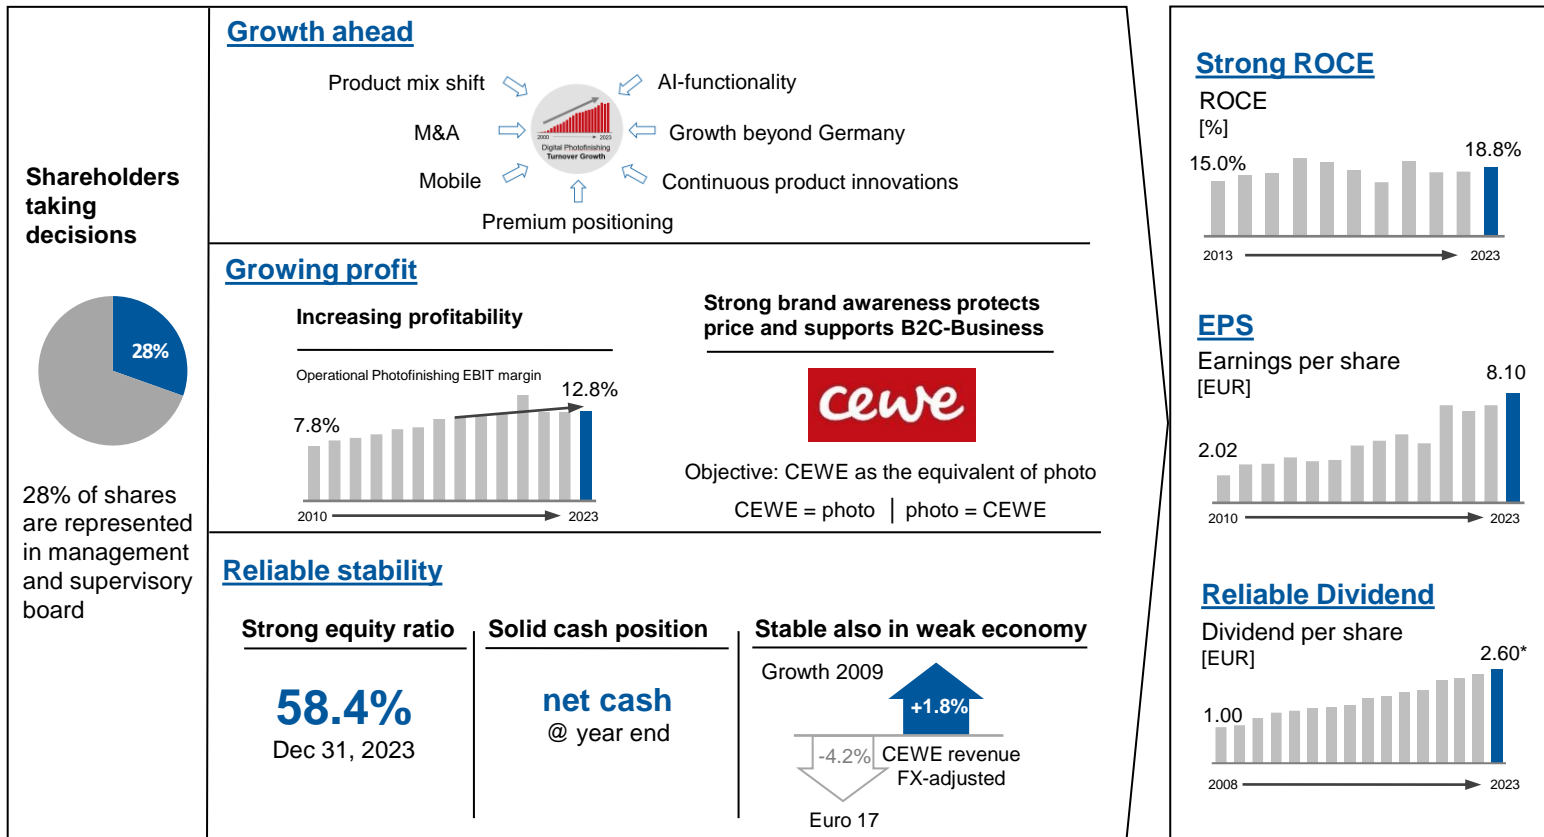 Shareholders
taking
decisions
28%
28% of shares
are represented
in management
and supervisory
board
Growth ahead
Product mix shift
M&A
Mobile
Premium positioning
AI-functionality
Growth beyond Germany
Continuous product innovations
2000
2023
Digital Photofinishing
Turnover Growth
Growing profit
Increasing profitability
Operational Photofinishing EBIT margin
7.8%
12.8%
2010
2023
Strong brand awareness protects
price and supports B2C-Business
cewe
Objective: CEWE as the equivalent of photo
CEWE = photo | photo = CEWE
Reliable stability
Strong equity ratio
58.4%
Dec 31, 2023
Solid cash position
net cash
@ year end
Stable also in weak economy
Growth 2009
+1.8%
-4.2%
CEWE revenue
FX-adjusted
Euro 17
Strong ROCE
ROCE
[%]
15.0%
18.8%
2013
2023
EPS
Earnings per share
[EUR]
8.10
2.02
2010
2023
Reliable Dividend
Dividend per share
[EUR]
2.60*
1.00
2008
2023